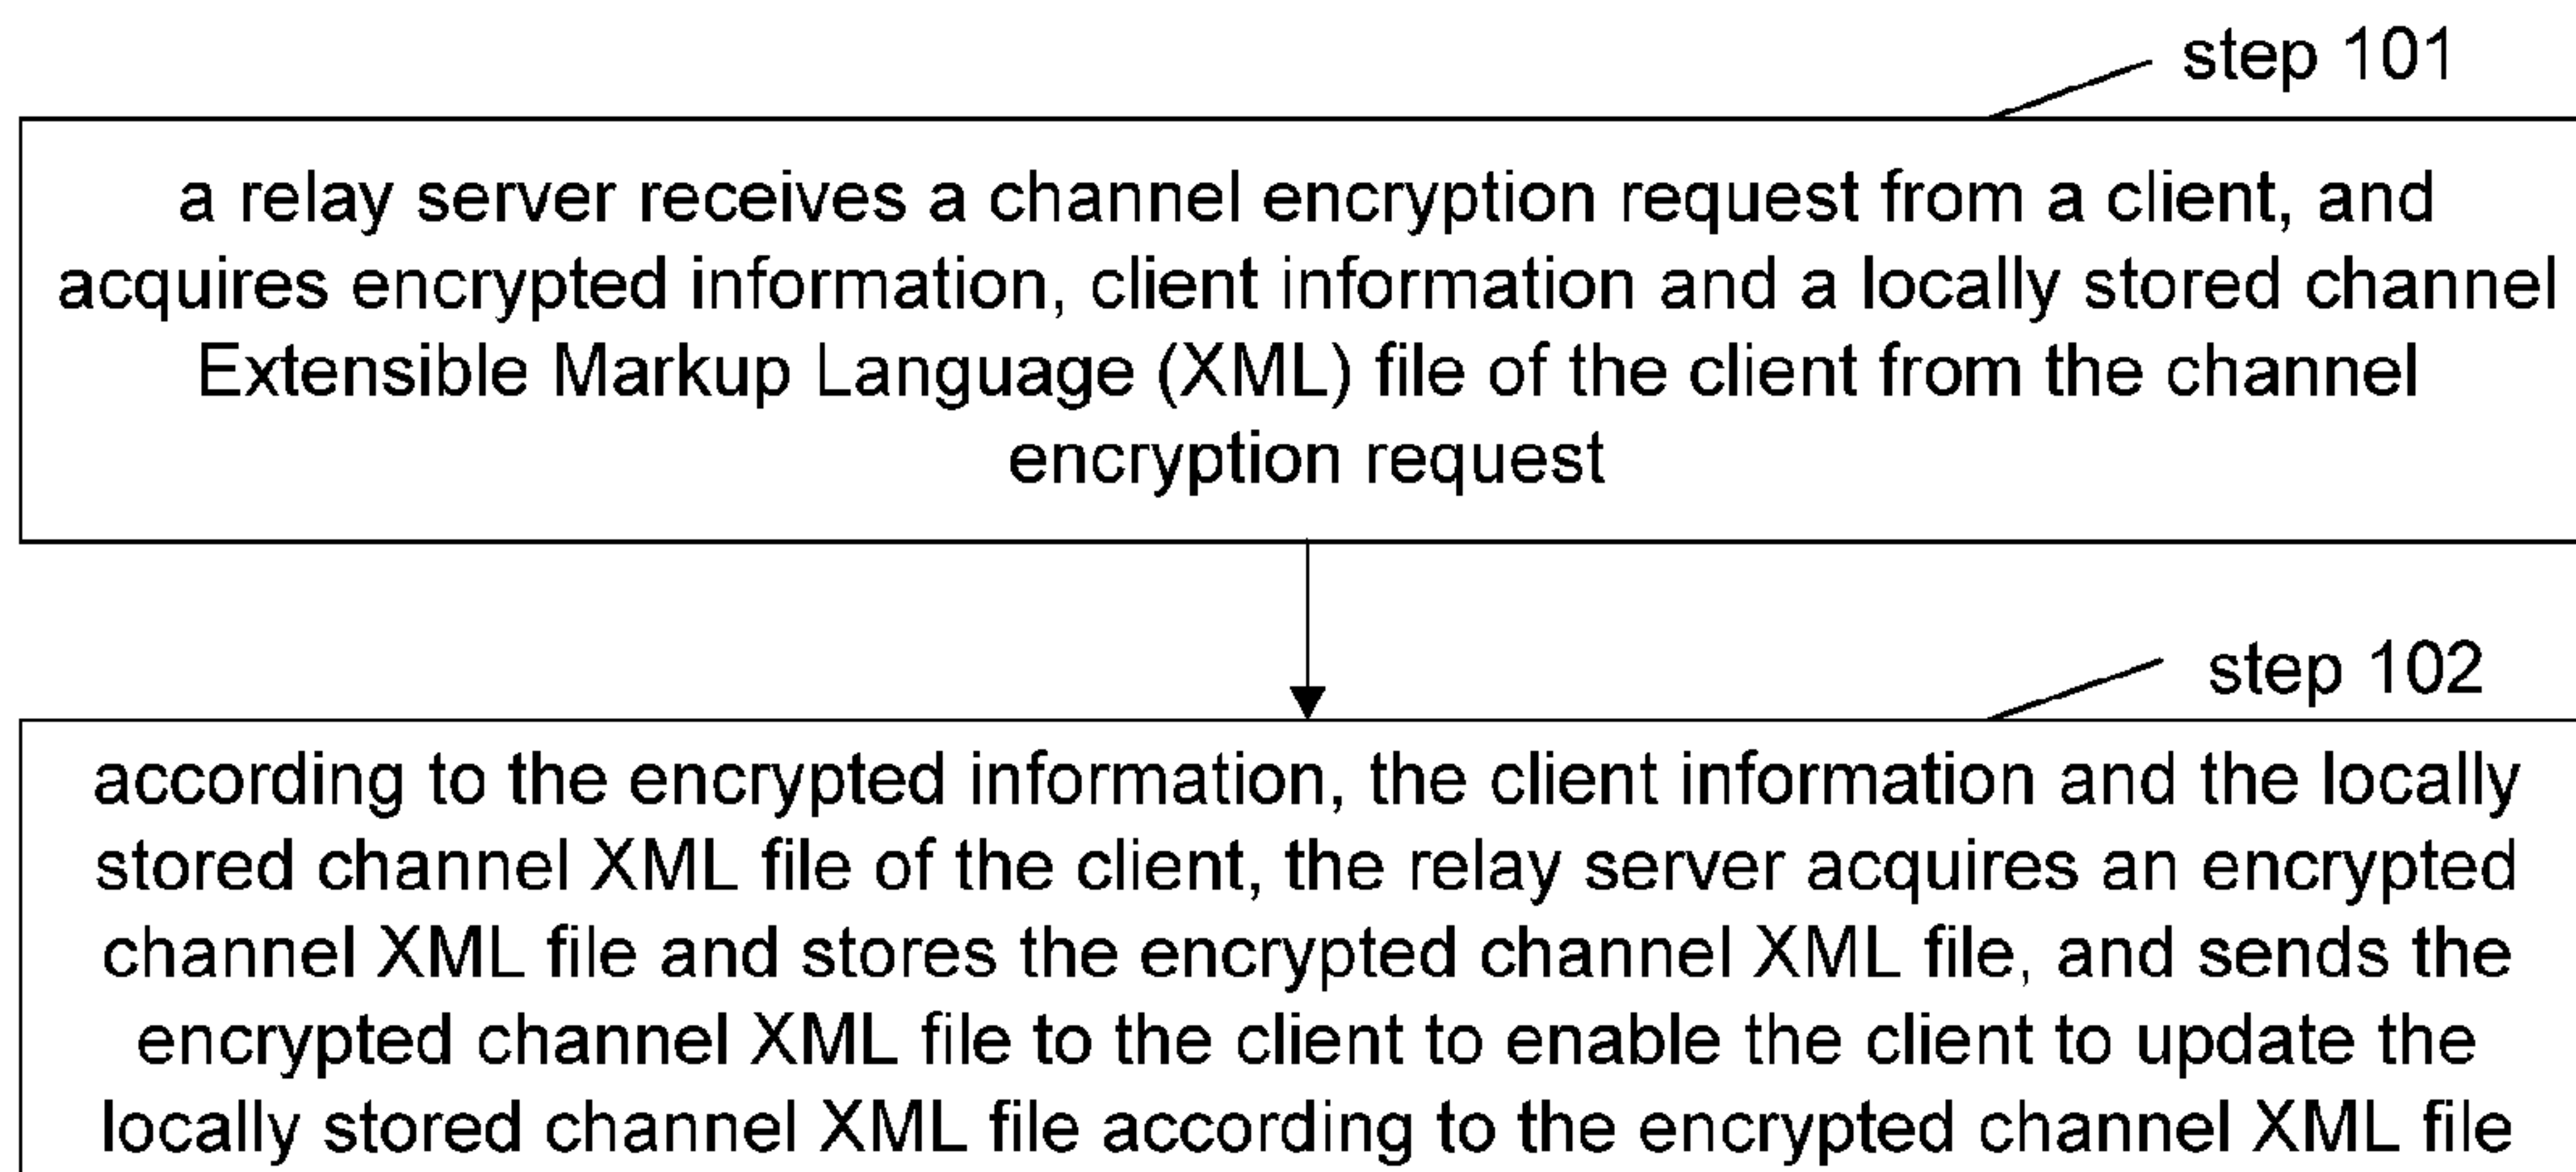 step 101
a relay server receives a channel encryption request from a client, and
acquires encrypted information, client information and a locally stored channel
Extensible Markup Language (XML) file of the client from the channel
encryption request
step 102
according to the encrypted information, the client information and the locally
stored channel XML file of the client, the relay server acquires an encrypted
channel XML file and stores the encrypted channel XML file, and sends the
encrypted channel XML file to the client to enable the client to update the
locally stored channel XML file according to the encrypted channel XML file